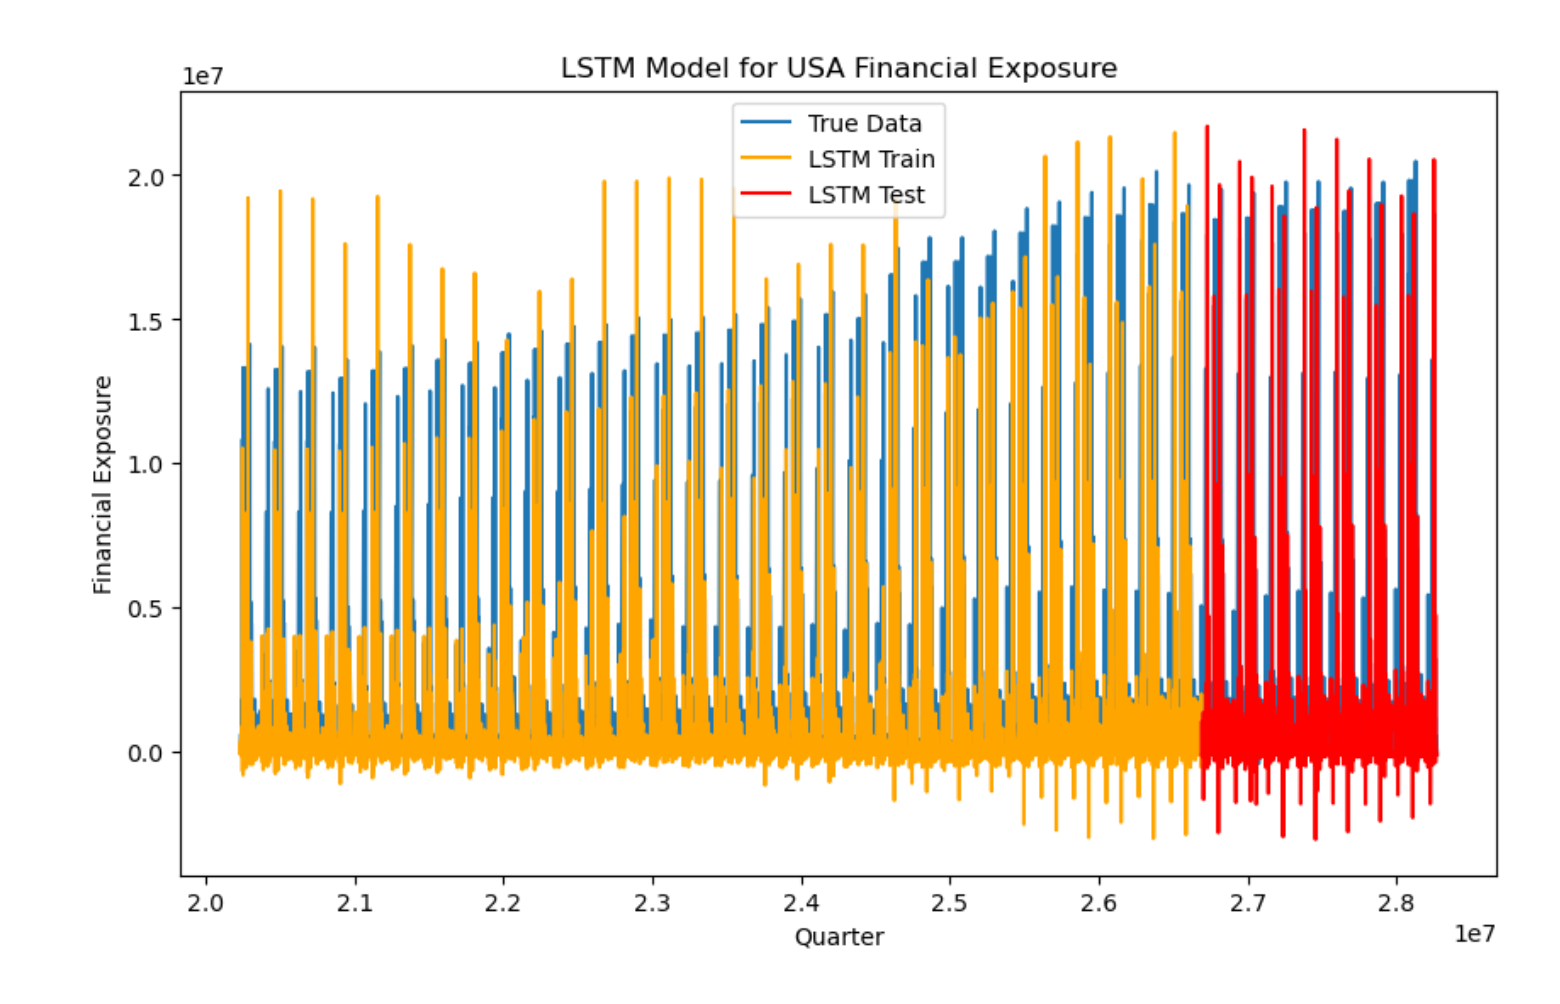 LSTM Model for USA Financial Exposure
1e7
True Data
LSTM Train
LSTM Test
2.0
1.5
1.0
0.5
0.0
Financial Exposure
2.0 2.1 2.2 2.3 2.4 2.5 2.6 2.7 2.8
Quarter
1e7